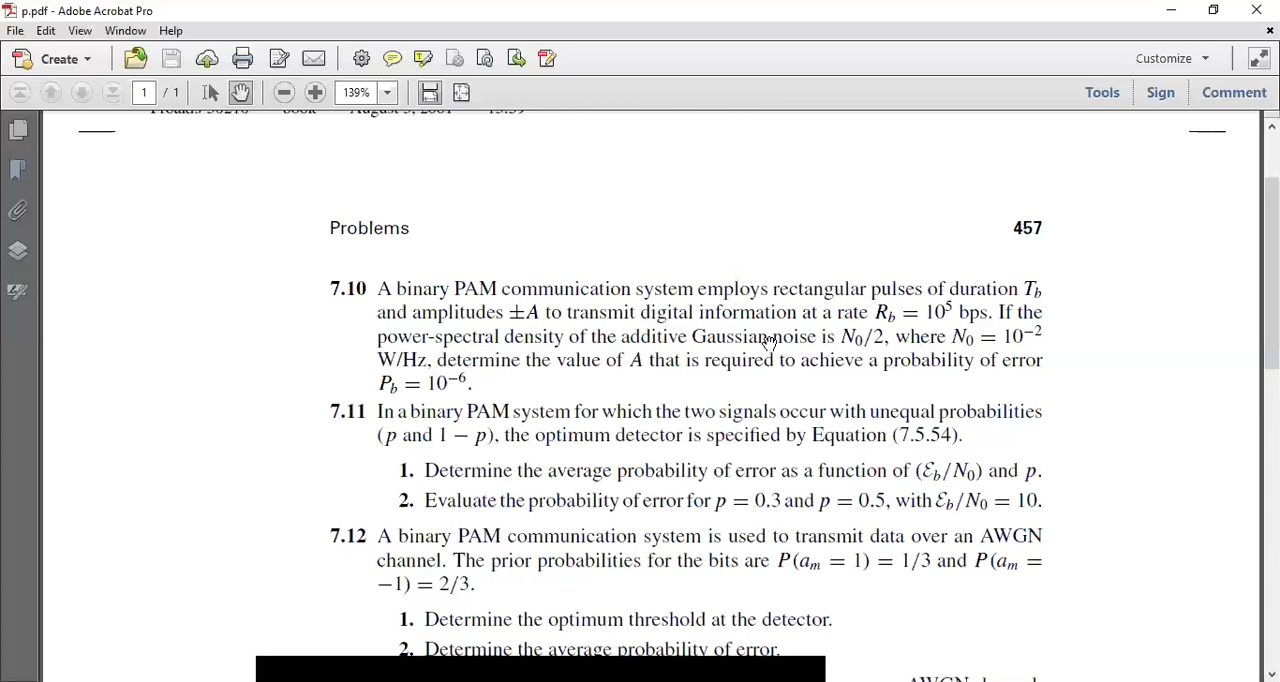 p.pdf - Adobe Acrobat Pro
File Edit View Window Help
Create Customize
1 / 1 139% Tools Sign Comment
Proakis-50210 book August 3, 2001 13:59
Problems 457
7.10 A binary PAM communication system employs rectangular pulses of duration T_b
and amplitudes ±A to transmit digital information at a rate R_b = 10^5 bps. If the
power-spectral density of the additive Gaussian noise is N_0/2, where N_0 = 10^−2
W/Hz, determine the value of A that is required to achieve a probability of error
P_b = 10^−6.
7.11 In a binary PAM system for which the two signals occur with unequal probabilities
(p and 1 − p), the optimum detector is specified by Equation (7.5.54).
1. Determine the average probability of error as a function of (ℰ_b/N_0) and p.
2. Evaluate the probability of error for p = 0.3 and p = 0.5, with ℰ_b/N_0 = 10.
7.12 A binary PAM communication system is used to transmit data over an AWGN
channel. The prior probabilities for the bits are P(a_m = 1) = 1/3 and P(a_m =
−1) = 2/3.
1. Determine the optimum threshold at the detector.
2. Determine the average probability of error.